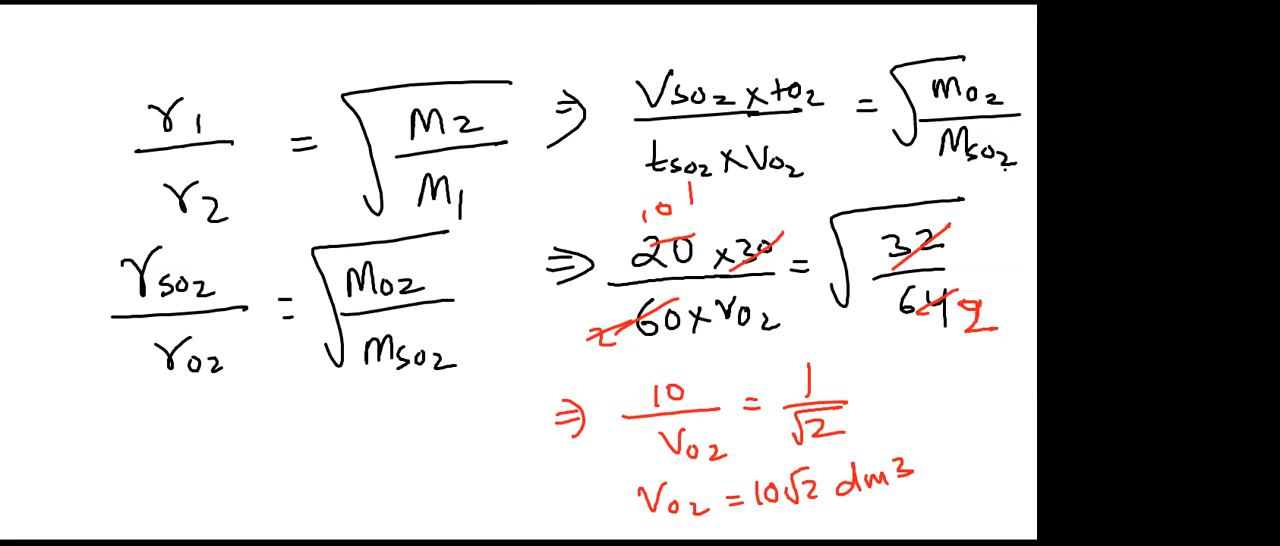 r1/r2 = √(M2/M1) ⇒ (VSO2 × tO2)/(tSO2 × VO2) = √(MO2/MSO2)
rSO2/rO2 = √(MO2/MSO2) ⇒ (20 × 30)/(60 × VO2) = √(32/64)
10 1
2 2
⇒ 10/VO2 = 1/√2
VO2 = 10√2 dm³